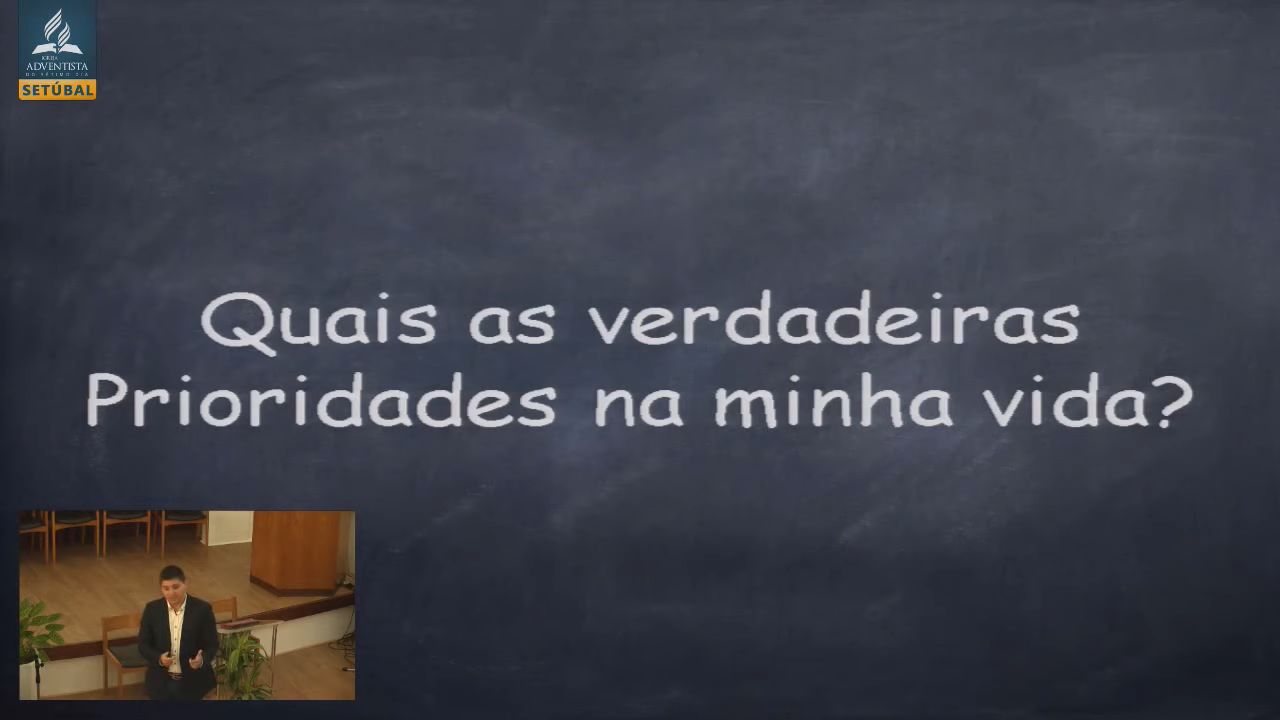 IGREJA
ADVENTISTA
DO SÉTIMO DIA
SETÚBAL
Quais as verdadeiras
Prioridades na minha vida?